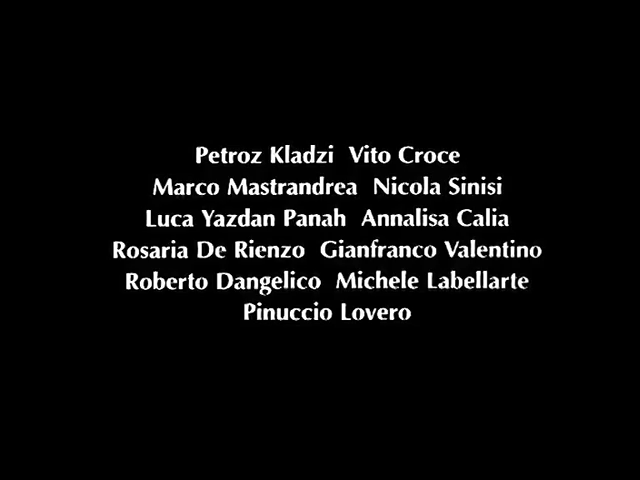 Petroz Kladzi Vito Croce
Marco Mastrandrea Nicola Sinisi
Luca Yazdan Panah Annalisa Calia
Rosaria De Rienzo Gianfranco Valentino
Roberto Dangelico Michele Labellarte
Pinuccio Lovero